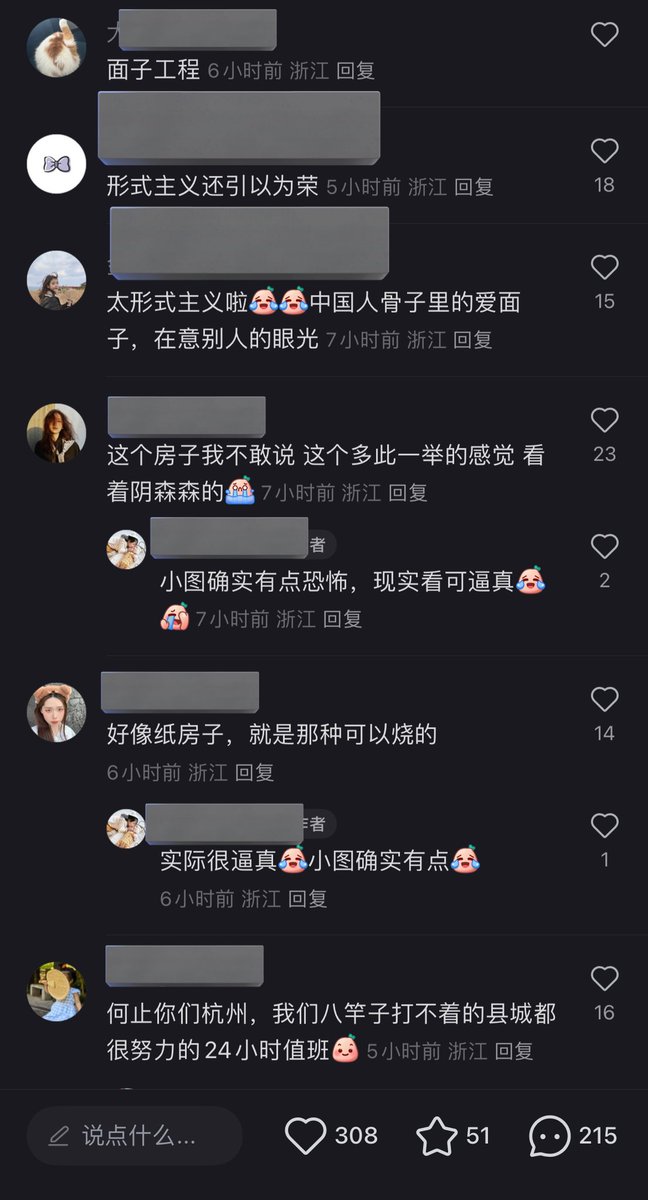 面子工程 6小时前 浙江 回复
形式主义还引以为荣 5小时前 浙江 回复
18
太形式主义啦中国人骨子里的爱面
子，在意别人的眼光 7小时前 浙江 回复
15
这个房子我不敢说 这个多此一举的感觉 看
着阴森森的 7小时前 浙江 回复
23
者
小图确实有点恐怖，现实看可逼真
7小时前 浙江 回复
2
好像纸房子，就是那种可以烧的
6小时前 浙江 回复
14
作者
实际很逼真小图确实有点
6小时前 浙江 回复
1
何止你们杭州，我们八竿子打不着的县城都
很努力的24小时值班 5小时前 浙江 回复
16
说点什么... 308 51 215